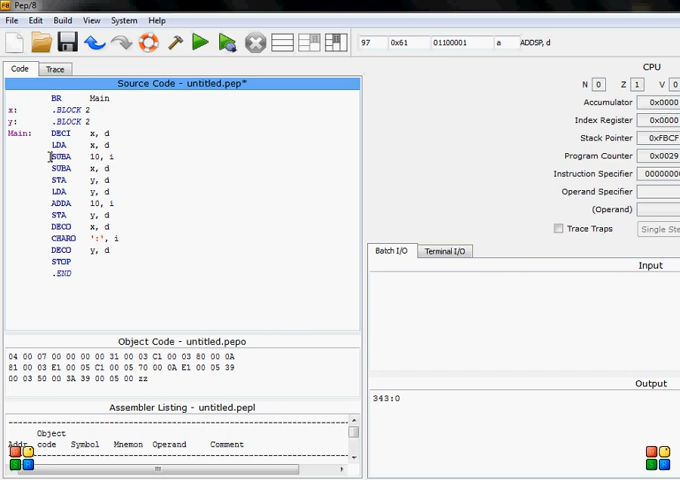 Pep/8
File Edit Build View System Help
97 0x61 01100001 a ADDSP, d
Code Trace
Source Code - untitled.pep*
BR Main
x: .BLOCK 2
y: .BLOCK 2
Main: DECI x, d
LDA x, d
SUBA 10, i
SUBA x, d
STA y, d
LDA y, d
ADDA 10, i
STA y, d
DECO x, d
CHARO ':', i
DECO y, d
STOP
.END
Object Code - untitled.pepo
04 00 07 00 00 00 00 31 00 03 C1 00 03 80 00 0A
81 00 03 E1 00 05 C1 00 05 70 00 0A E1 00 05 39
00 03 50 00 3A 39 00 05 00 zz
Assembler Listing - untitled.pepl
Object
Addr code Symbol Mnemon Operand Comment
CPU
N 0 Z 1 V 0
Accumulator 0x0000
Index Register 0x0000
Stack Pointer 0xFBCF
Program Counter 0x0029
Instruction Specifier 0000000
Operand Specifier
(Operand)
Trace Traps Single Ste
Batch I/O Terminal I/O
Input
Output
343:0